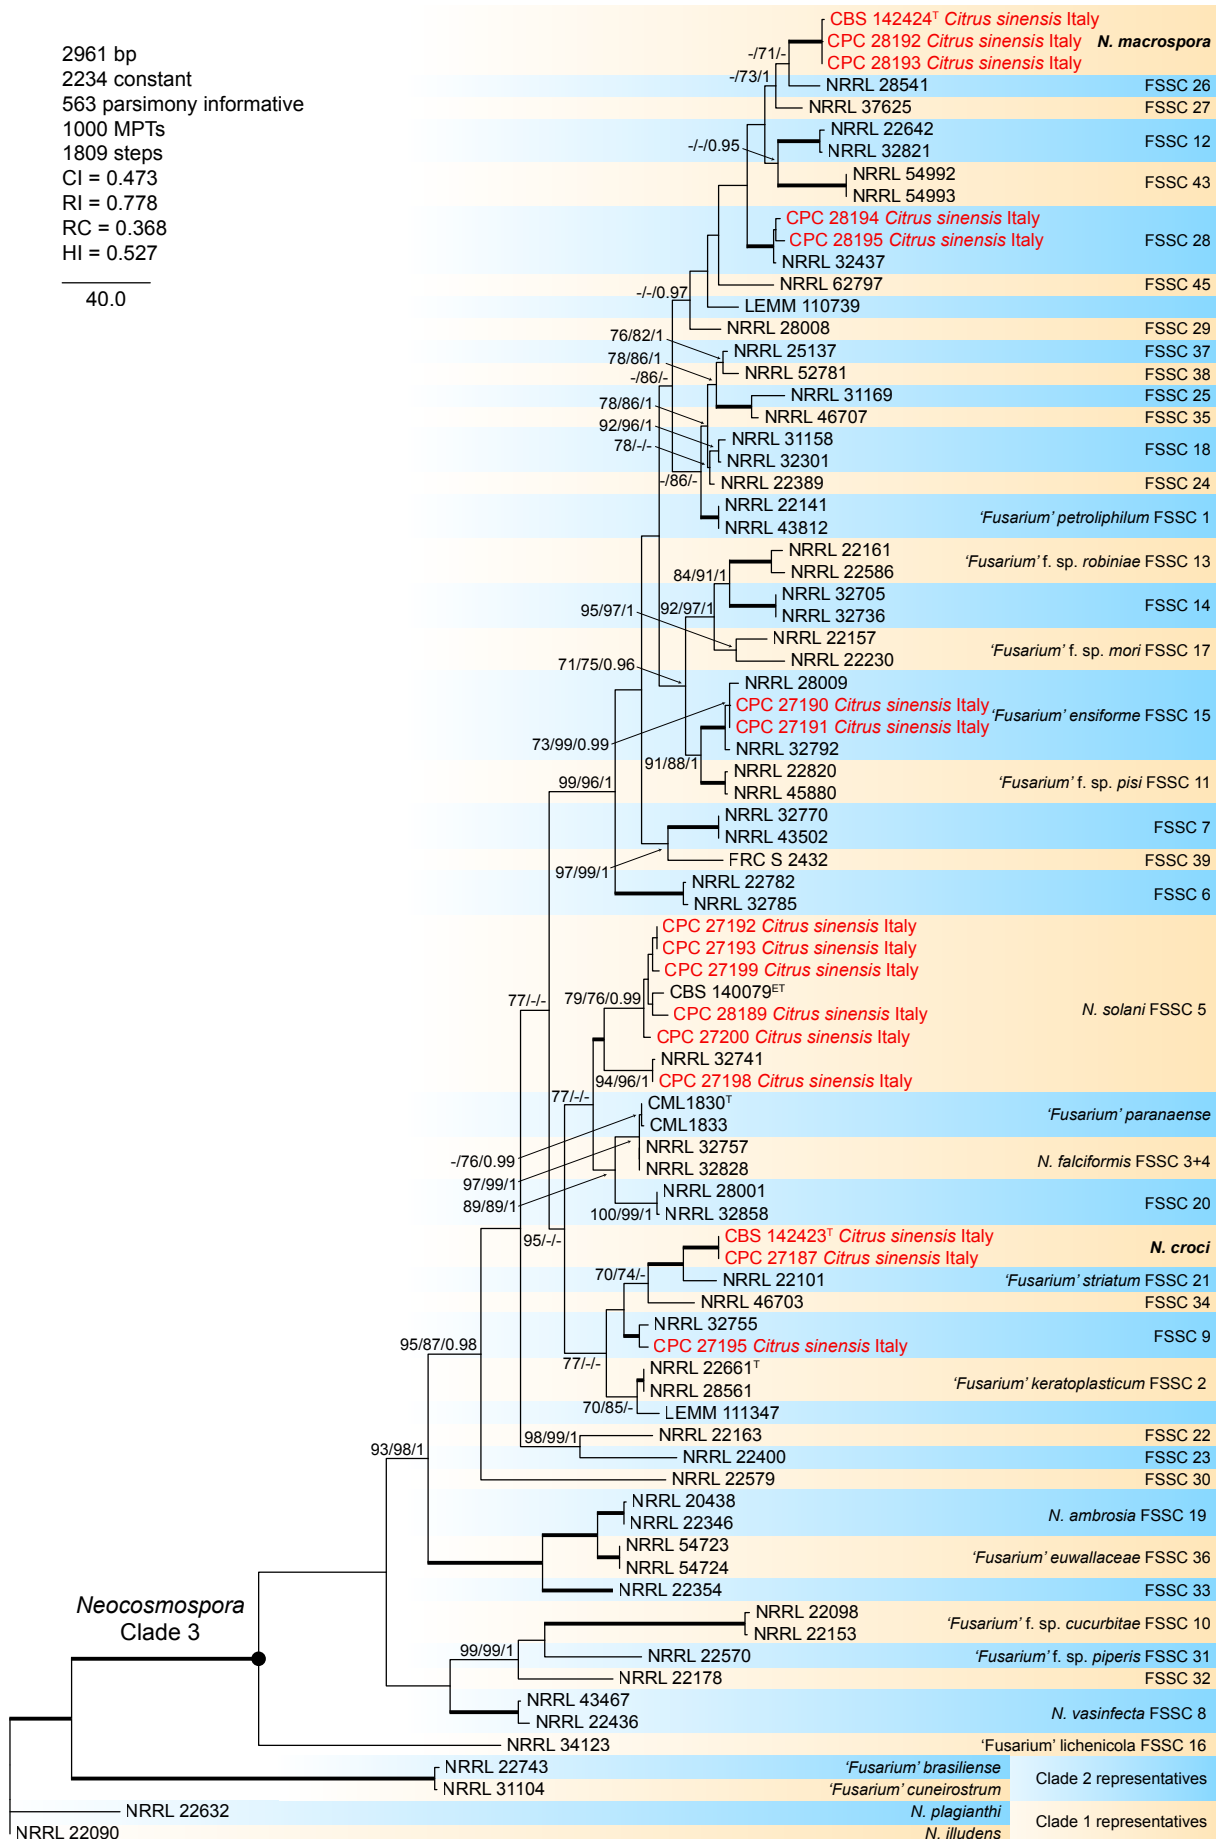 2961 bp
2234 constant
563 parsimony informative
1000 MPTs
1809 steps
CI = 0.473
RI = 0.778
RC = 0.368
HI = 0.527
40.0
CBS 142424ᵀ Citrus sinensis Italy
CPC 28192 Citrus sinensis Italy N. macrospora
CPC 28193 Citrus sinensis Italy
-/71/-
-/73/1
NRRL 28541 FSSC 26
NRRL 37625 FSSC 27
NRRL 22642
FSSC 12
NRRL 32821
-/-/0.95
NRRL 54992
FSSC 43
NRRL 54993
CPC 28194 Citrus sinensis Italy
CPC 28195 Citrus sinensis Italy FSSC 28
NRRL 32437
NRRL 62797 FSSC 45
-/-/0.97
LEMM 110739
NRRL 28008 FSSC 29
76/82/1
NRRL 25137 FSSC 37
78/86/1
NRRL 52781 FSSC 38
-/86/-
NRRL 31169 FSSC 25
78/86/1
NRRL 46707 FSSC 35
92/96/1
NRRL 31158
FSSC 18
78/-/-
NRRL 32301
-/86/-
NRRL 22389 FSSC 24
NRRL 22141
'Fusarium' petroliphilum FSSC 1
NRRL 43812
NRRL 22161
'Fusarium' f. sp. robiniae FSSC 13
NRRL 22586
84/91/1
NRRL 32705
FSSC 14
NRRL 32736
95/97/1
92/97/1
NRRL 22157
'Fusarium' f. sp. mori FSSC 17
NRRL 22230
71/75/0.96
NRRL 28009
CPC 27190 Citrus sinensis Italy
'Fusarium' ensiforme FSSC 15
CPC 27191 Citrus sinensis Italy
73/99/0.99
NRRL 32792
91/88/1
NRRL 22820
'Fusarium' f. sp. pisi FSSC 11
NRRL 45880
99/96/1
NRRL 32770
FSSC 7
NRRL 43502
FRC S 2432 FSSC 39
97/99/1
NRRL 22782
FSSC 6
NRRL 32785
CPC 27192 Citrus sinensis Italy
CPC 27193 Citrus sinensis Italy
CPC 27199 Citrus sinensis Italy
77/-/-
79/76/0.99
CBS 140079ᴱᵀ
N. solani FSSC 5
CPC 28189 Citrus sinensis Italy
CPC 27200 Citrus sinensis Italy
NRRL 32741
94/96/1
CPC 27198 Citrus sinensis Italy
77/-/-
CML1830ᵀ
'Fusarium' paranaense
CML1833
-/76/0.99
NRRL 32757
N. falciformis FSSC 3+4
NRRL 32828
97/99/1
89/89/1
NRRL 28001
FSSC 20
100/99/1
NRRL 32858
95/-/-
CBS 142423ᵀ Citrus sinensis Italy
N. croci
CPC 27187 Citrus sinensis Italy
70/74/-
NRRL 22101 'Fusarium' striatum FSSC 21
NRRL 46703 FSSC 34
NRRL 32755
FSSC 9
CPC 27195 Citrus sinensis Italy
95/87/0.98
77/-/-
NRRL 22661ᵀ
'Fusarium' keratoplasticum FSSC 2
NRRL 28561
70/85/-
LEMM 111347
98/99/1
NRRL 22163 FSSC 22
93/98/1
NRRL 22400 FSSC 23
NRRL 22579 FSSC 30
NRRL 20438
N. ambrosia FSSC 19
NRRL 22346
NRRL 54723
'Fusarium' euwallaceae FSSC 36
NRRL 54724
NRRL 22354 FSSC 33
Neocosmospora
Clade 3
NRRL 22098
'Fusarium' f. sp. cucurbitae FSSC 10
NRRL 22153
99/99/1
NRRL 22570 'Fusarium' f. sp. piperis FSSC 31
NRRL 22178 FSSC 32
NRRL 43467
N. vasinfecta FSSC 8
NRRL 22436
NRRL 34123 'Fusarium' lichenicola FSSC 16
NRRL 22743 'Fusarium' brasiliense
Clade 2 representatives
NRRL 31104 'Fusarium' cuneirostrum
NRRL 22632 N. plagianthi
Clade 1 representatives
NRRL 22090 N. illudens